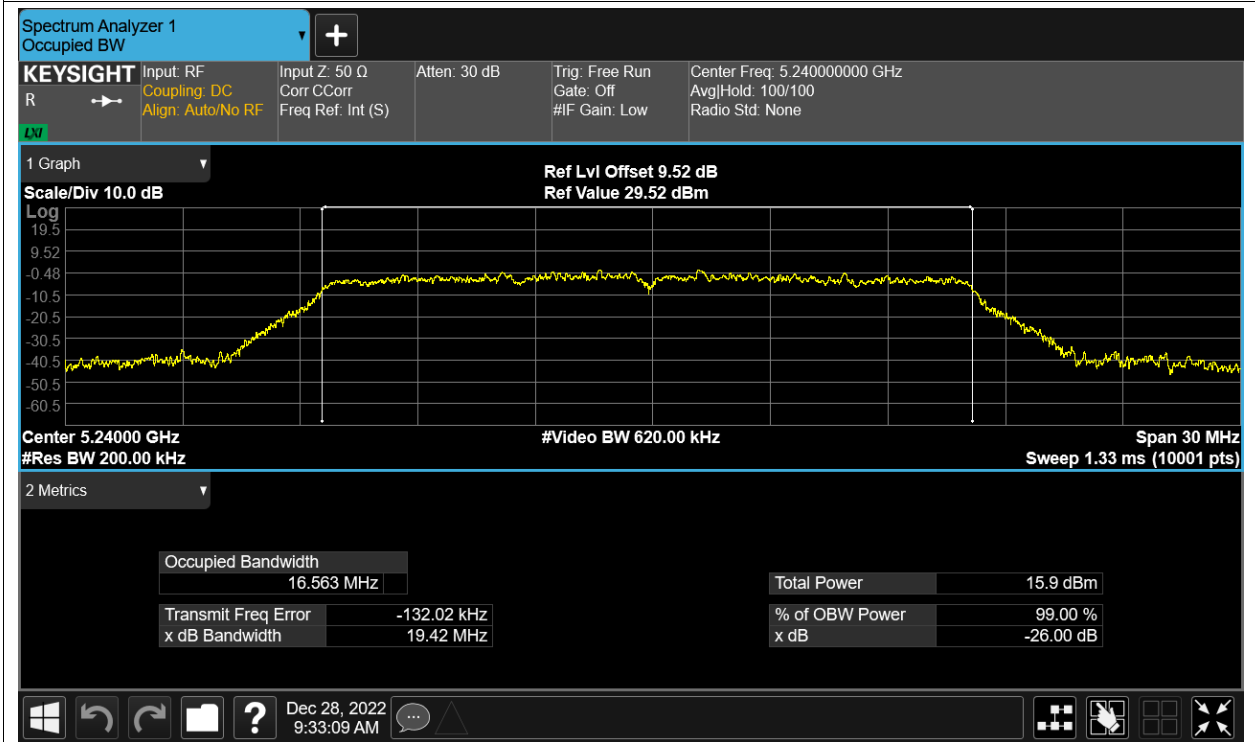 Spectrum Analyzer 1
Occupied BW
KEYSIGHT
R
LXI
Input: RF
Coupling: DC
Align: Auto/No RF
Input Z: 50 Ω
Corr CCorr
Freq Ref: Int (S)
Atten: 30 dB
Trig: Free Run
Gate: Off
#IF Gain: Low
Center Freq: 5.240000000 GHz
Avg|Hold: 100/100
Radio Std: None
1 Graph
Scale/Div 10.0 dB
Ref Lvl Offset 9.52 dB
Ref Value 29.52 dBm
Log
19.5
9.52
-0.48
-10.5
-20.5
-30.5
-40.5
-50.5
-60.5
Center 5.24000 GHz
#Res BW 200.00 kHz
#Video BW 620.00 kHz
Span 30 MHz
Sweep 1.33 ms (10001 pts)
2 Metrics
Occupied Bandwidth
16.563 MHz
Transmit Freq Error -132.02 kHz
x dB Bandwidth 19.42 MHz
Total Power 15.9 dBm
% of OBW Power 99.00 %
x dB -26.00 dB
?
Dec 28, 2022
9:33:09 AM